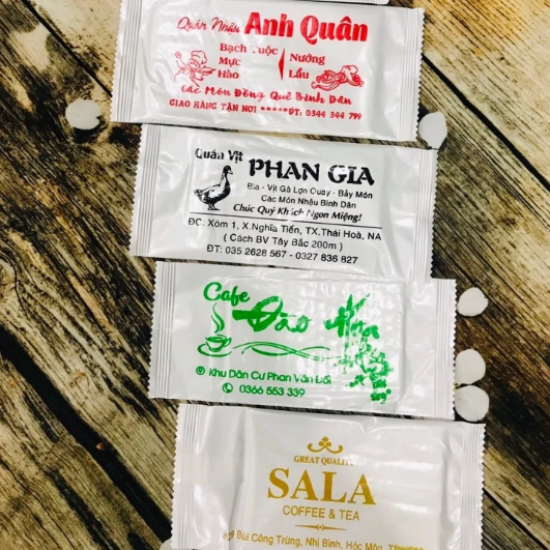 Quán Nhậu Anh Quân
Bạch Tuộc
Mực
Hào
Nướng
Lẩu
Các Món Đồng Quê Bình Dân
GIAO HÀNG TẬN NƠI ★★★★★ĐT: 0344 344 799
Quán Vịt PHAN GIA
Bia - Vịt Gà Lợn Quay - Bảy Món
Các Món Nhậu Bình Dân
Chúc Quý Khách Ngon Miệng!
ĐC: Xóm 1, X.Nghĩa Tiến, TX.Thái Hoà, NA
( Cách BV Tây Bắc 200m )
ĐT: 035 2628 567 - 0327 836 827
Cafe
Đào Hoa
Khu Dân Cư Phan Văn Đối
0366 553 339
GREAT QUALITY
SALA
COFFEE & TEA
Bùi Công Trừng, Nhị Bình, Hóc Môn,